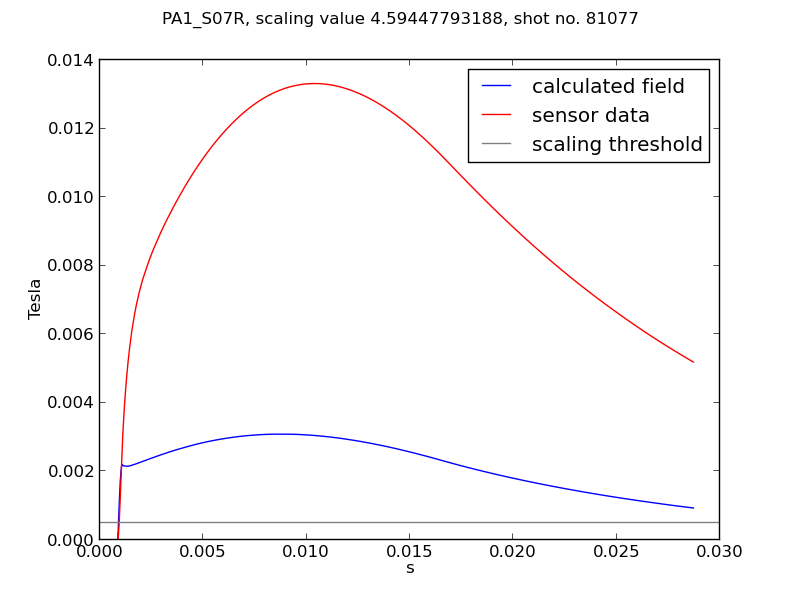 PA1_S07R, scaling value 4.59447793188, shot no. 81077
0.014
0.012
0.010
0.008
0.006
0.004
0.002
0.000
Tesla
calculated field
sensor data
scaling threshold
0.000
0.005
0.010
0.015
0.020
0.025
0.030
s